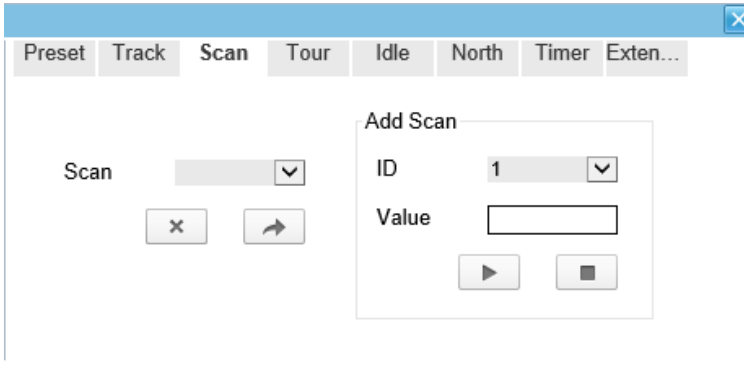 Preset Track Scan Tour Idle North Timer Exten...
Scan
Add Scan
ID 1
Value